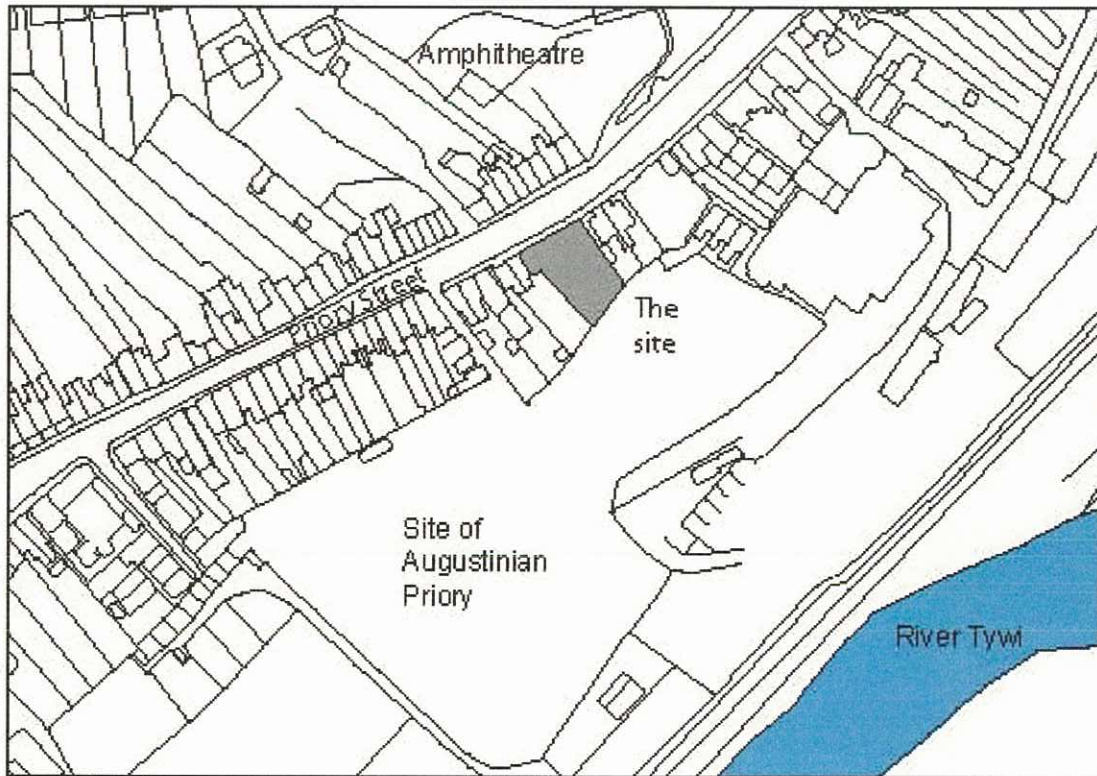 Amphitheatre
Priory Street
The
site
Site of
Augustinian
Priory
River Tywi